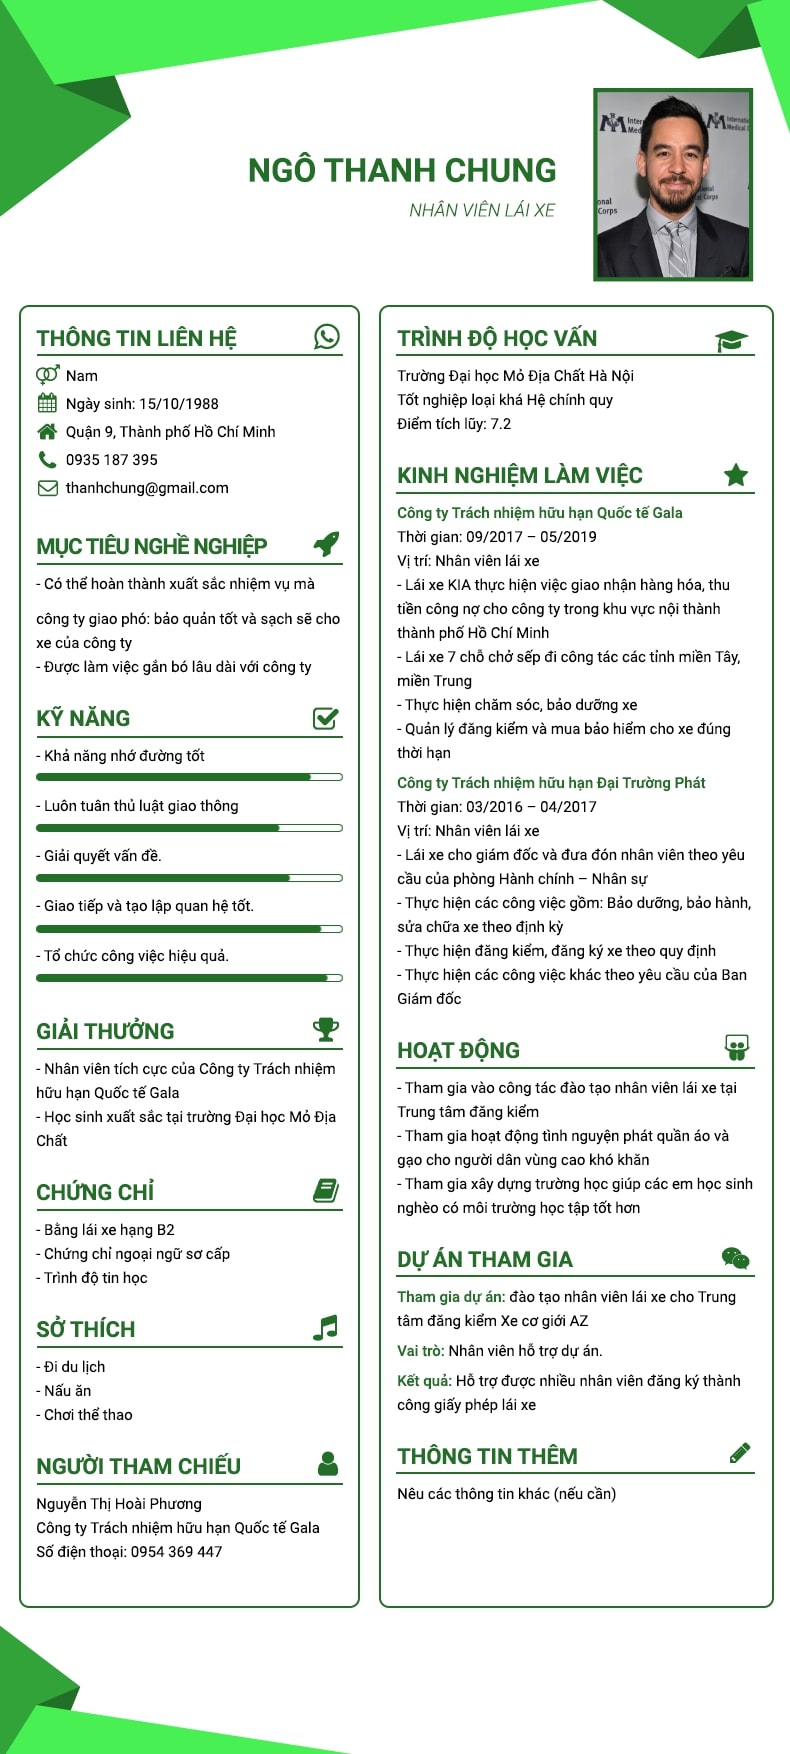 NGÔ THANH CHUNG
NHÂN VIÊN LÁI XE
International
Medical
onal
Corps
THÔNG TIN LIÊN HỆ
Nam
Ngày sinh: 15/10/1988
Quận 9, Thành phố Hồ Chí Minh
0935 187 395
thanhchung@gmail.com
MỤC TIÊU NGHỀ NGHIỆP
- Có thể hoàn thành xuất sắc nhiệm vụ mà
công ty giao phó: bảo quản tốt và sạch sẽ cho
xe của công ty
- Được làm việc gắn bó lâu dài với công ty
KỸ NĂNG
- Khả năng nhớ đường tốt
- Luôn tuân thủ luật giao thông
- Giải quyết vấn đề.
- Giao tiếp và tạo lập quan hệ tốt.
- Tổ chức công việc hiệu quả.
GIẢI THƯỞNG
- Nhân viên tích cực của Công ty Trách nhiệm
hữu hạn Quốc tế Gala
- Học sinh xuất sắc tại trường Đại học Mỏ Địa
Chất
CHỨNG CHỈ
- Bằng lái xe hạng B2
- Chứng chỉ ngoại ngữ sơ cấp
- Trình độ tin học
SỞ THÍCH
- Đi du lịch
- Nấu ăn
- Chơi thể thao
NGƯỜI THAM CHIẾU
Nguyễn Thị Hoài Phương
Công ty Trách nhiệm hữu hạn Quốc tế Gala
Số điện thoại: 0954 369 447
TRÌNH ĐỘ HỌC VẤN
Trường Đại học Mỏ Địa Chất Hà Nội
Tốt nghiệp loại khá Hệ chính quy
Điểm tích lũy: 7.2
KINH NGHIỆM LÀM VIỆC
Công ty Trách nhiệm hữu hạn Quốc tế Gala
Thời gian: 09/2017 – 05/2019
Vị trí: Nhân viên lái xe
- Lái xe KIA thực hiện việc giao nhận hàng hóa, thu
tiền công nợ cho công ty trong khu vực nội thành
thành phố Hồ Chí Minh
- Lái xe 7 chỗ chở sếp đi công tác các tỉnh miền Tây,
miền Trung
- Thực hiện chăm sóc, bảo dưỡng xe
- Quản lý đăng kiểm và mua bảo hiểm cho xe đúng
thời hạn
Công ty Trách nhiệm hữu hạn Đại Trường Phát
Thời gian: 03/2016 – 04/2017
Vị trí: Nhân viên lái xe
- Lái xe cho giám đốc và đưa đón nhân viên theo yêu
cầu của phòng Hành chính – Nhân sự
- Thực hiện các công việc gồm: Bảo dưỡng, bảo hành,
sửa chữa xe theo định kỳ
- Thực hiện đăng kiểm, đăng ký xe theo quy định
- Thực hiện các công việc khác theo yêu cầu của Ban
Giám đốc
HOẠT ĐỘNG
- Tham gia vào công tác đào tạo nhân viên lái xe tại
Trung tâm đăng kiểm
- Tham gia hoạt động tình nguyện phát quần áo và
gạo cho người dân vùng cao khó khăn
- Tham gia xây dựng trường học giúp các em học sinh
nghèo có môi trường học tập tốt hơn
DỰ ÁN THAM GIA
Tham gia dự án: đào tạo nhân viên lái xe cho Trung
tâm đăng kiểm Xe cơ giới AZ
Vai trò: Nhân viên hỗ trợ dự án.
Kết quả: Hỗ trợ được nhiều nhân viên đăng ký thành
công giấy phép lái xe
THÔNG TIN THÊM
Nêu các thông tin khác (nếu cần)